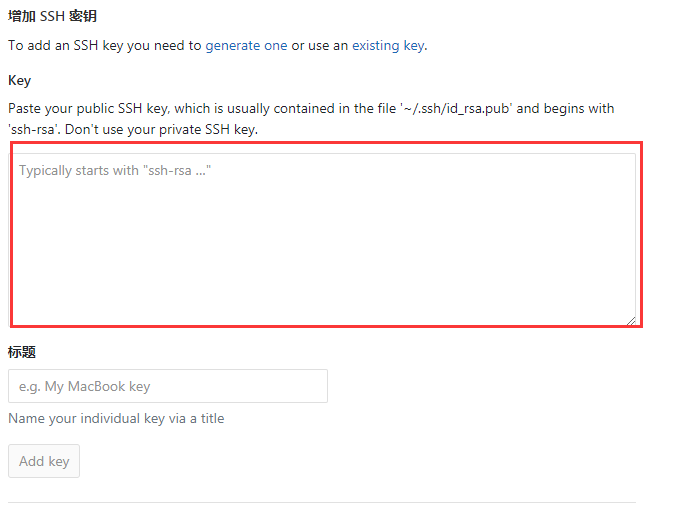 增加 SSH 密钥
To add an SSH key you need to generate one or use an existing key.
Key
Paste your public SSH key, which is usually contained in the file '~/.ssh/id_rsa.pub' and begins with
'ssh-rsa'. Don't use your private SSH key.
Typically starts with "ssh-rsa ..."
标题
e.g. My MacBook key
Name your individual key via a title
Add key